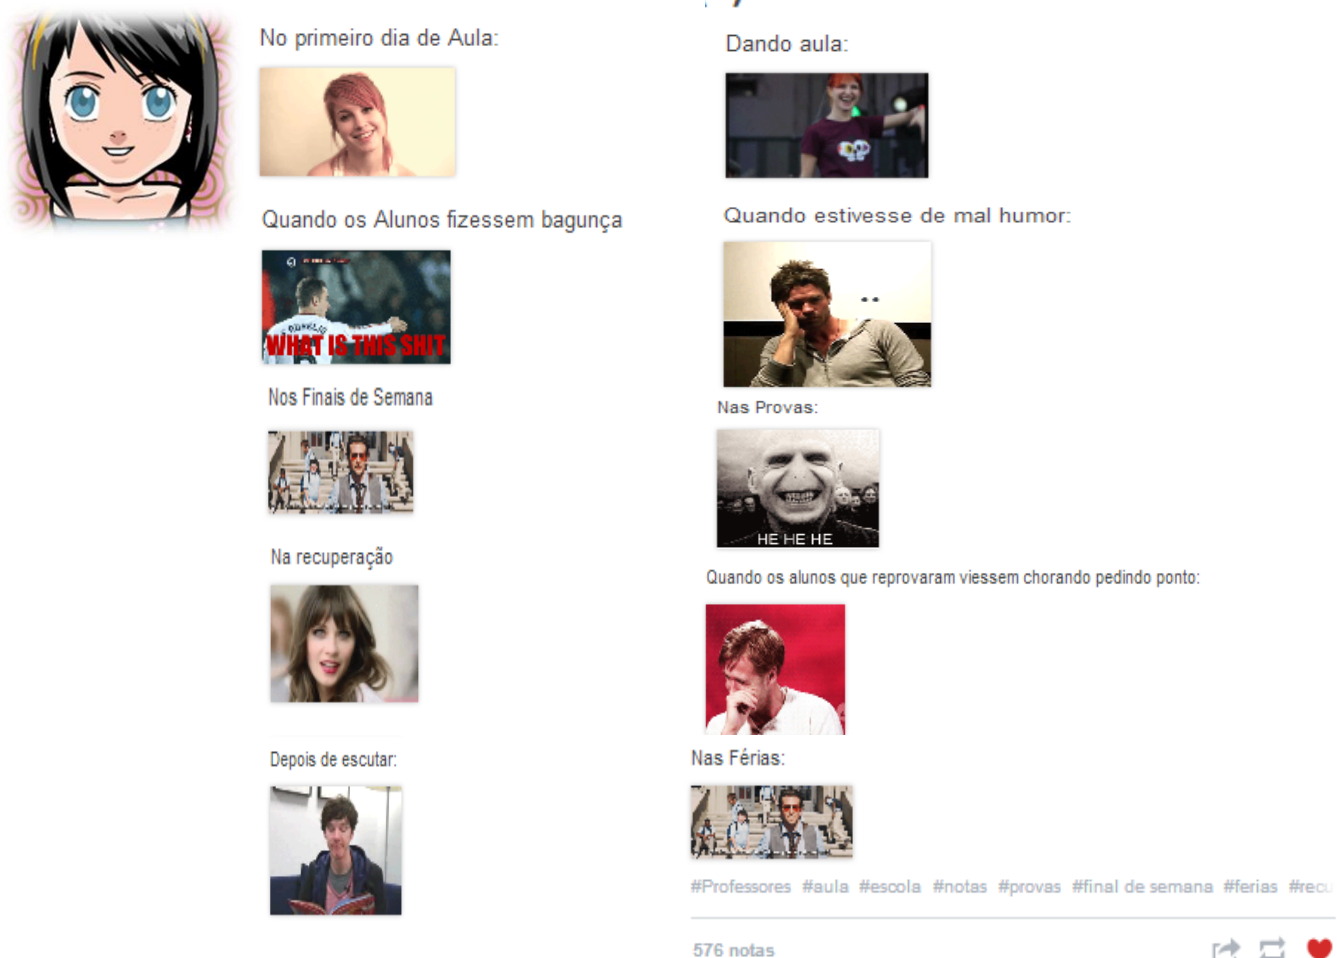 No primeiro dia de Aula:
Quando os Alunos fizessem bagunça
WHAT IS THIS SHIT
Nos Finais de Semana
Na recuperação
Depois de escutar:
Dando aula:
Quando estivesse de mal humor:
Nas Provas:
HE HE HE
Quando os alunos que reprovaram viessem chorando pedindo ponto:
Nas Férias:
#Professores #aula #escola #notas #provas #final de semana #ferias #recu
576 notas